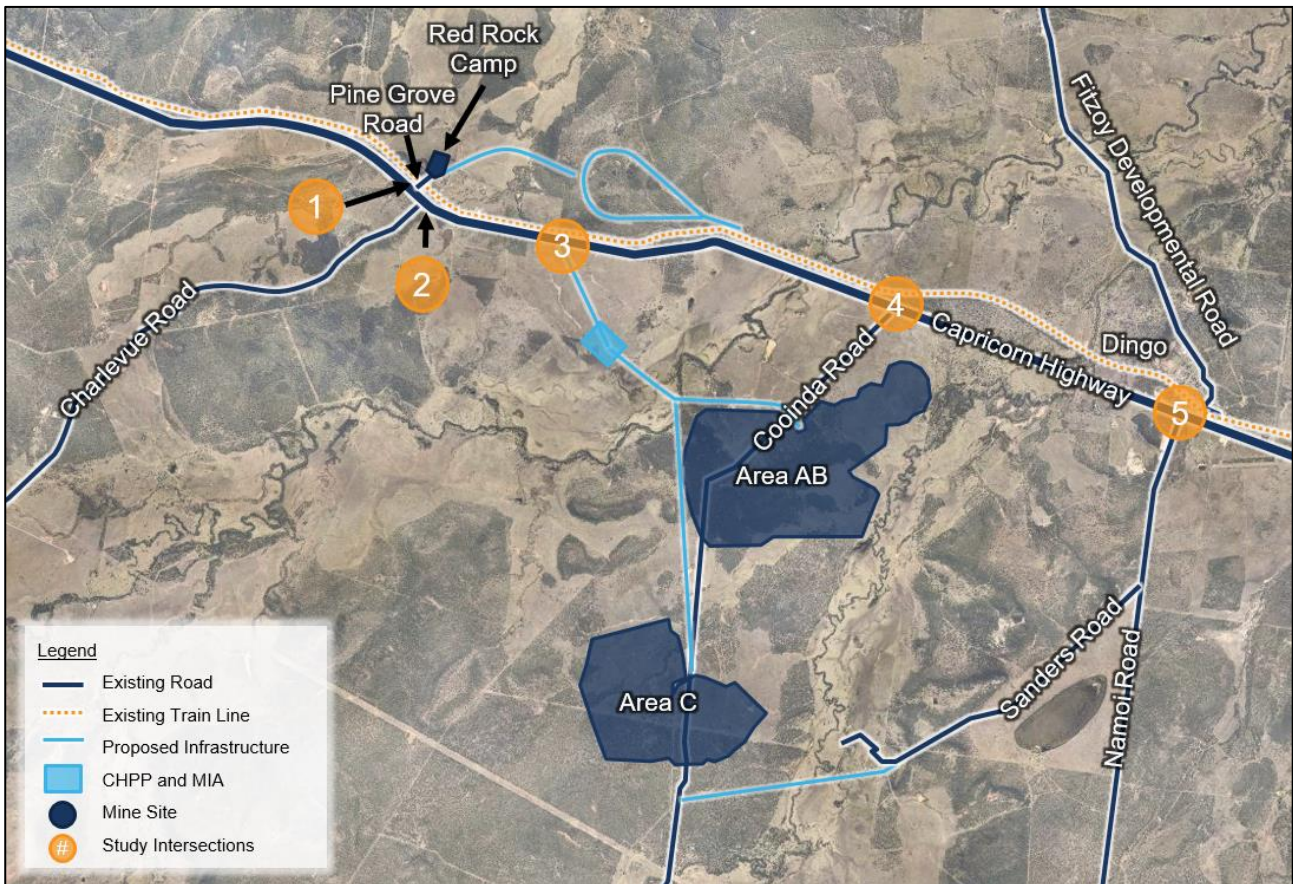 Red Rock
Camp
Pine Grove
Road
Fitzoy Developmental Road
1
2
3
4
Charlevue Road
Capricorn Highway
Dingo
5
Cooinda Road
Area AB
Sanders Road
Namoi Road
Area C
Legend
Existing Road
Existing Train Line
Proposed Infrastructure
CHPP and MIA
Mine Site
# Study Intersections